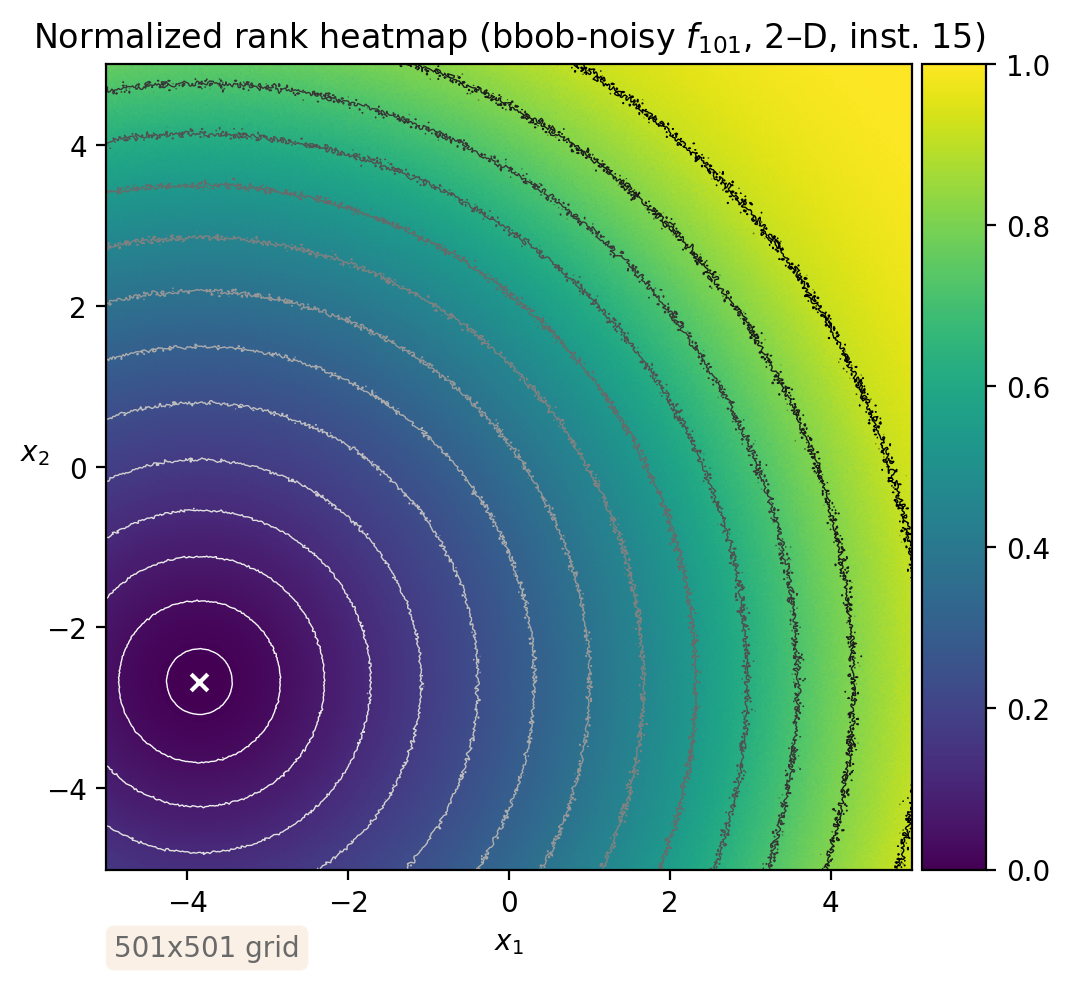 Normalized rank heatmap (bbob-noisy f₁₀₁, 2–D, inst. 15)
1.0
0.8
0.6
0.4
0.2
0.0
4
2
0
−2
−4
x₂
−4 −2 0 2 4
x₁
501x501 grid